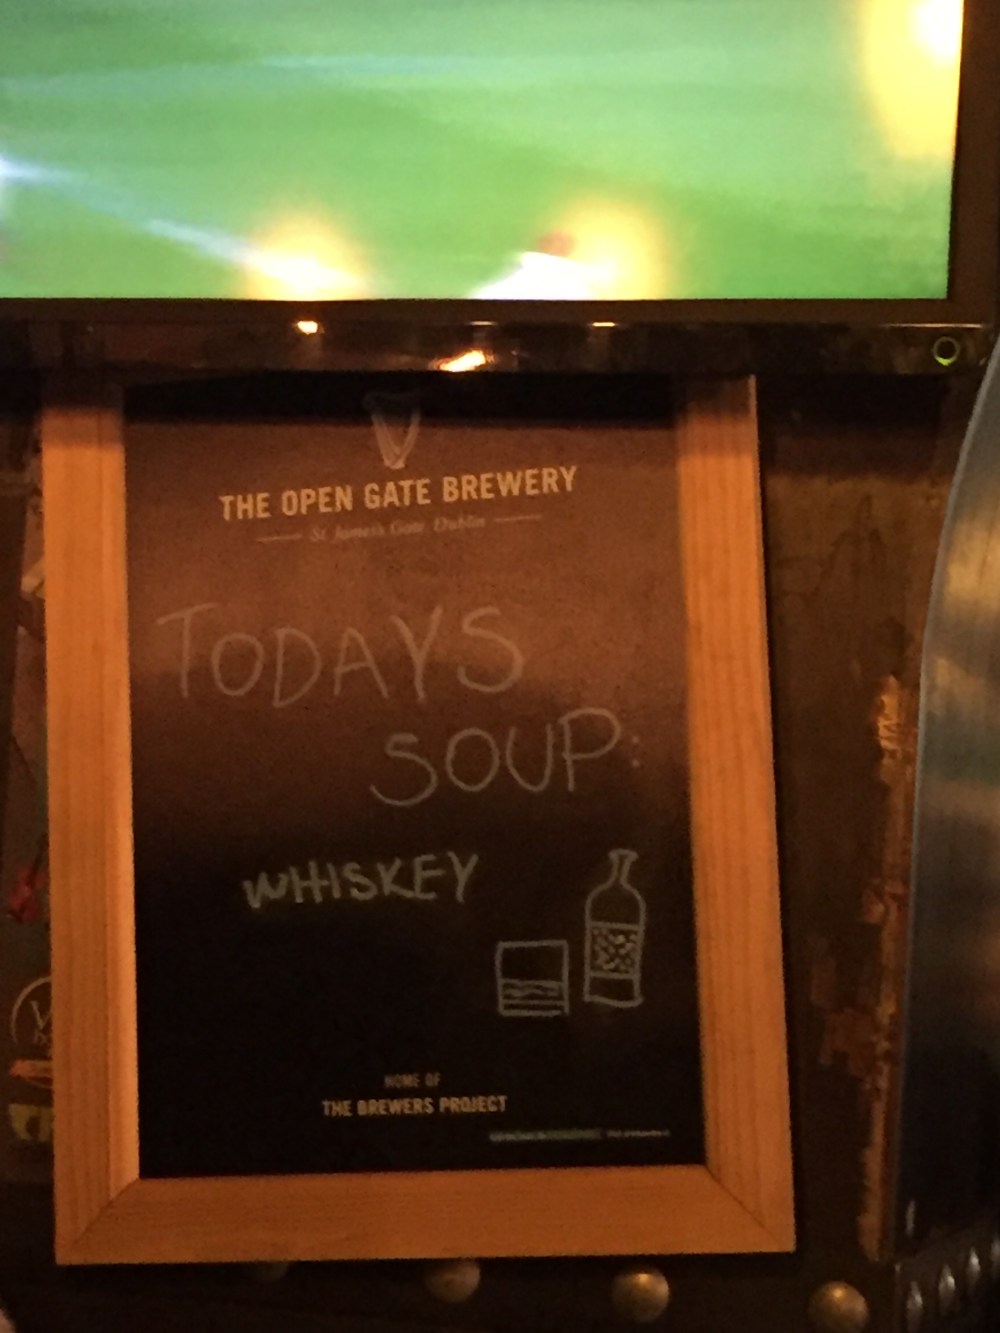 THE OPEN GATE BREWERY
St James's Gate Dublin
TODAYS
SOUP:
WHISKEY
HOME OF
THE BREWERS PROJECT